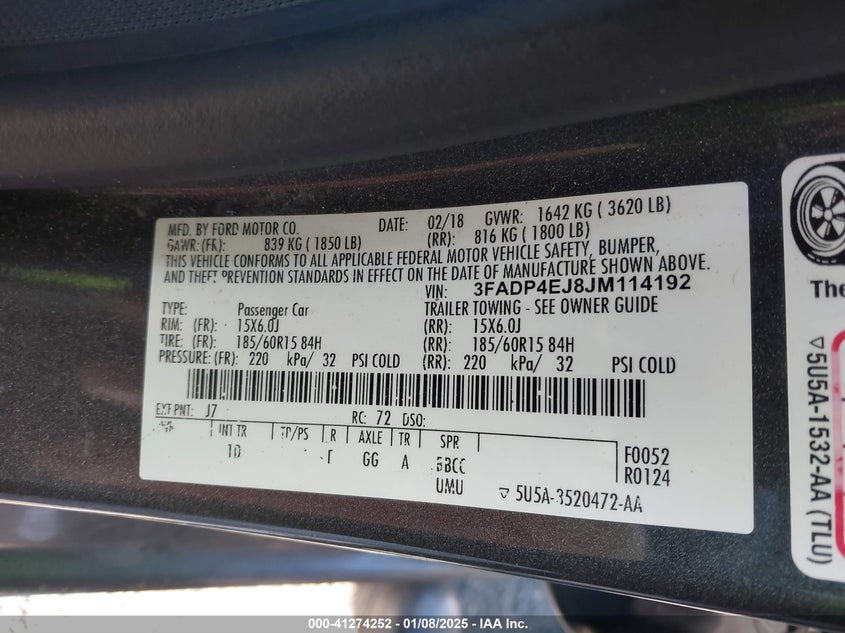 MFD. BY FORD MOTOR CO. DATE: 02/18 GVWR: 1642 KG ( 3620 LB)
GAWR: (FR): 839 KG ( 1850 LB) (RR): 816 KG ( 1800 LB)
THIS VEHICLE CONFORMS TO ALL APPLICABLE FEDERAL MOTOR VEHICLE SAFETY, BUMPER,
AND THEFT PREVENTION STANDARDS IN EFFECT ON THE DATE OF MANUFACTURE SHOWN ABOVE.
VIN: 3FADP4EJ8JM114192
TYPE: Passenger Car TRAILER TOWING - SEE OWNER GUIDE
RIM: (FR): 15X6.0J (RR): 15X6.0J
TIRE: (FR): 185/60R15 84H (RR): 185/60R15 84H
PRESSURE: (FR): 220 kPa/ 32 PSI COLD (RR): 220 kPa/ 32 PSI COLD
EXT PNT: J7 RC: 72 DSO:
INT TR TP/PS R AXLE TR SPR
GG A
UMU
F0052
R0124
▽ 5U5A-3520472-AA
The
▽5U5A-1532-AA (TLU)
000-41274252 - 01/08/2025 - IAA Inc.